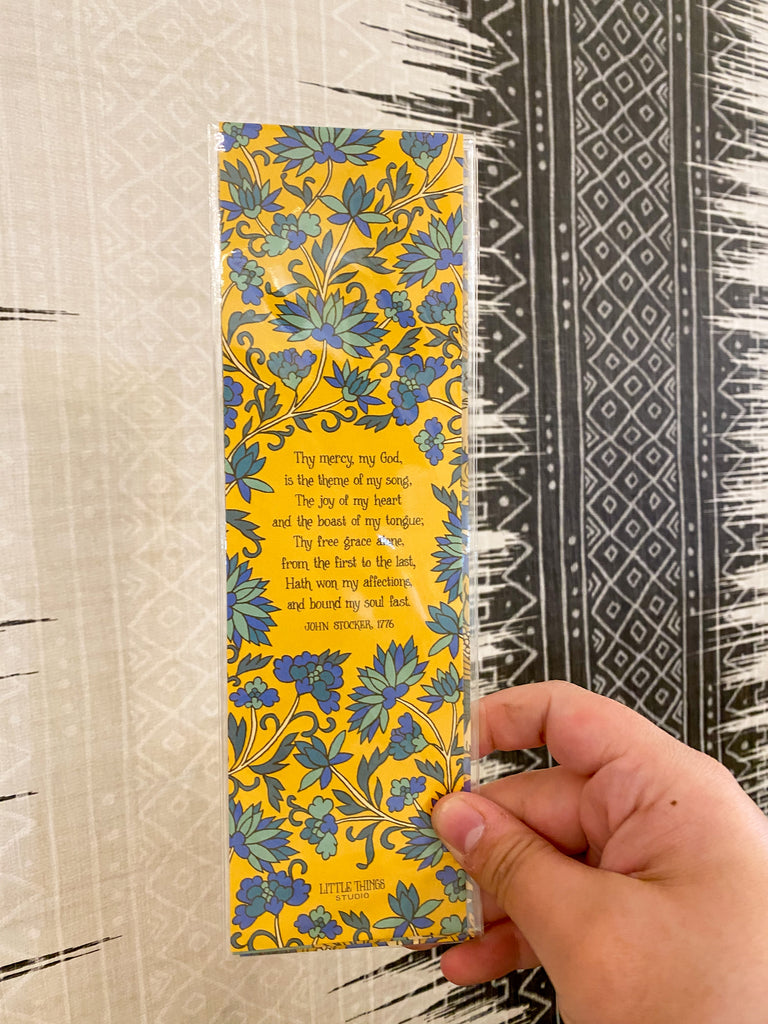 Thy mercy, my God,
is the theme of my song,
The joy of my heart
and the boast of my tongue;
Thy free grace alone,
from the first to the last,
Hath won my affections,
and bound my soul fast.
JOHN STOCKER, 1776
LITTLE THINGS
STUDIO